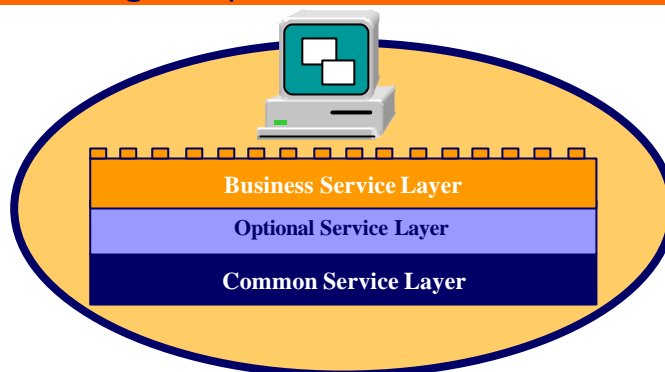 Business Service Layer
Optional Service Layer
Common Service Layer